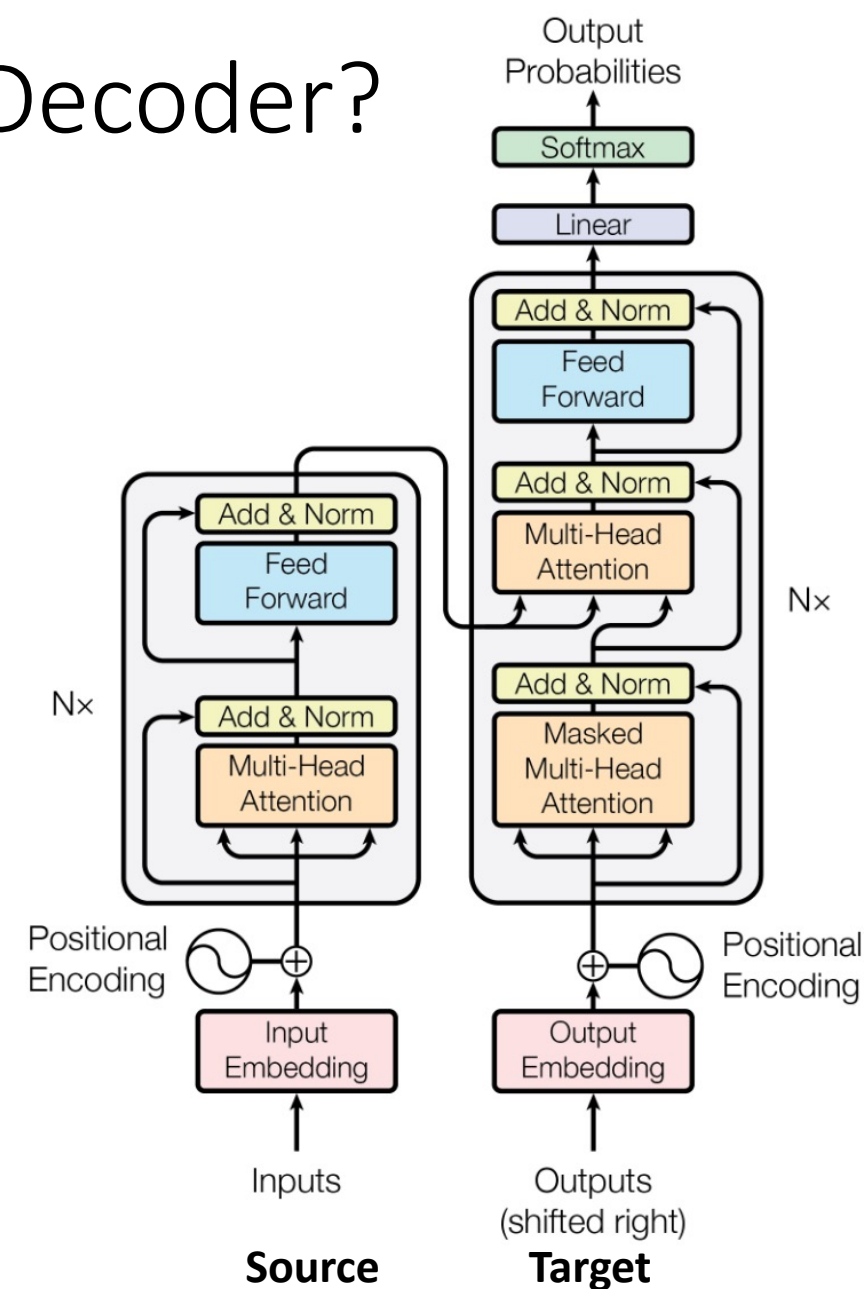 Decoder?
Output
Probabilities
Softmax
Linear
Add & Norm
Feed
Forward
Add & Norm
Multi-Head
Attention
Nx
Add & Norm
Masked
Multi-Head
Attention
Add & Norm
Feed
Forward
Nx
Add & Norm
Multi-Head
Attention
Positional
Encoding
Positional
Encoding
Input
Embedding
Output
Embedding
Inputs
Outputs
(shifted right)
Source
Target